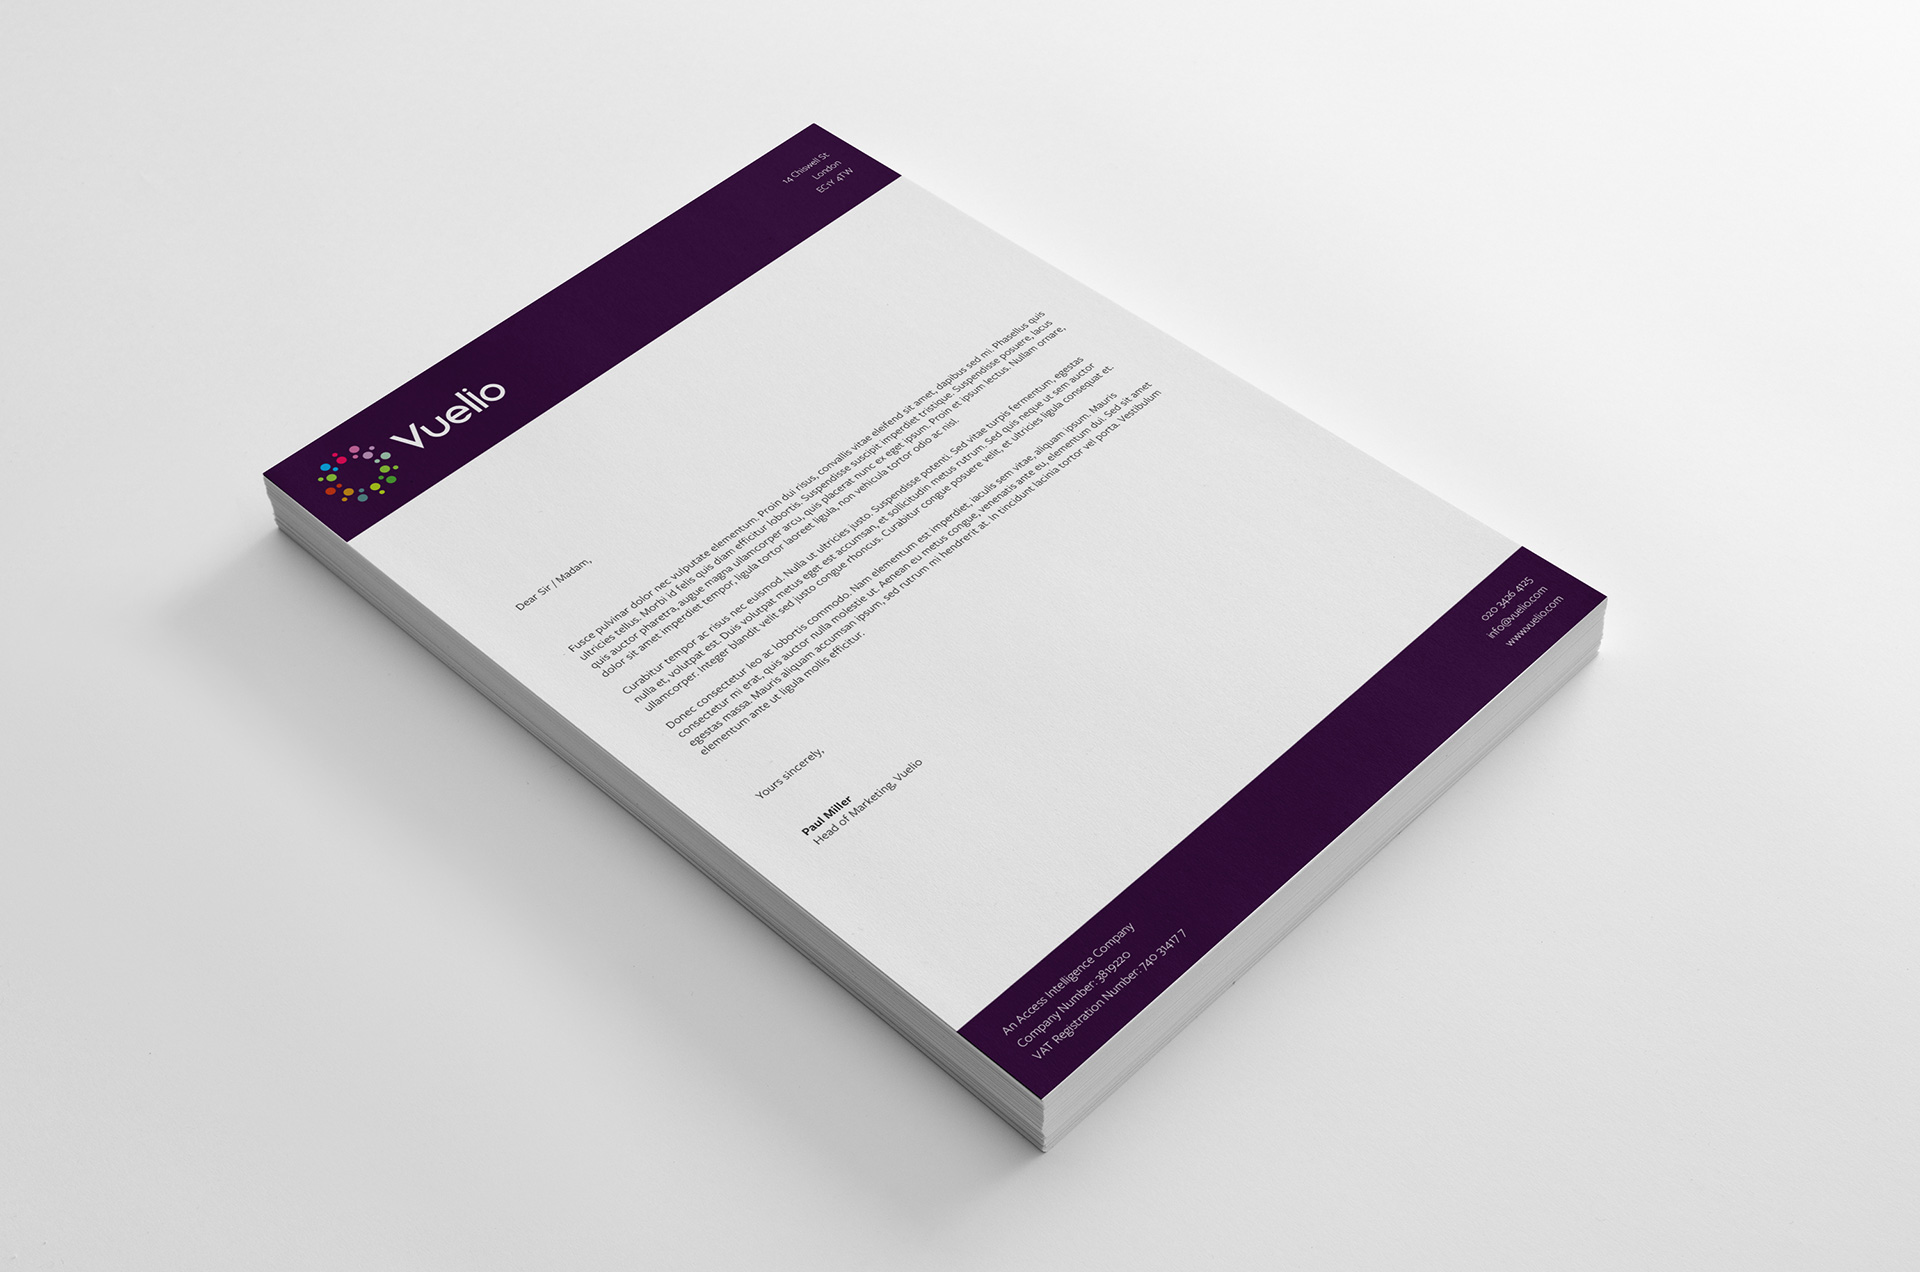 Vuelio
14 Chiswell St
London
EC1Y 4TW
Dear Sir / Madam,
Fusce pulvinar dolor nec vulputate elementum. Proin dui risus, convallis vitae eleifend sit amet, dapibus sed mi. Phasellus quis
ultricies tellus. Morbi id felis quis diam efficitur lobortis. Suspendisse suscipit imperdiet tristique. Suspendisse posuere, lacus
quis auctor pharetra, augue magna ullamcorper arcu, quis placerat nunc ex eget ipsum. Proin et ipsum lectus. Nullam ornare,
dolor sit amet imperdiet tempor, ligula tortor laoreet ligula, non vehicula tortor odio ac nisl.
Curabitur tempor ac risus nec euismod. Nulla ut ultricies justo. Suspendisse potenti. Sed vitae turpis fermentum, egestas
nulla et, volutpat est. Duis volutpat metus eget est accumsan, et sollicitudin metus rutrum. Sed quis neque ut sem auctor
ullamcorper. Integer blandit velit sed justo congue rhoncus. Curabitur congue posuere velit, et ultricies ligula consequat et.
Donec consectetur leo ac lobortis commodo. Nam elementum est imperdiet, iaculis sem vitae, aliquam ipsum. Mauris
consectetur mi erat, quis auctor nulla molestie ut. Aenean eu metus congue, venenatis ante eu, elementum dui. Sed sit amet
egestas massa. Mauris aliquam accumsan ipsum, sed rutrum mi hendrerit at. In tincidunt lacinia tortor vel porta. Vestibulum
elementum ante ut ligula mollis efficitur.
Yours sincerely,
Paul Miller
Head of Marketing, Vuelio
An Access Intelligence Company
Company Number: 3819220
VAT Registration Number: 740 31417 7
020 3426 4125
info@vuelio.com
www.vuelio.com